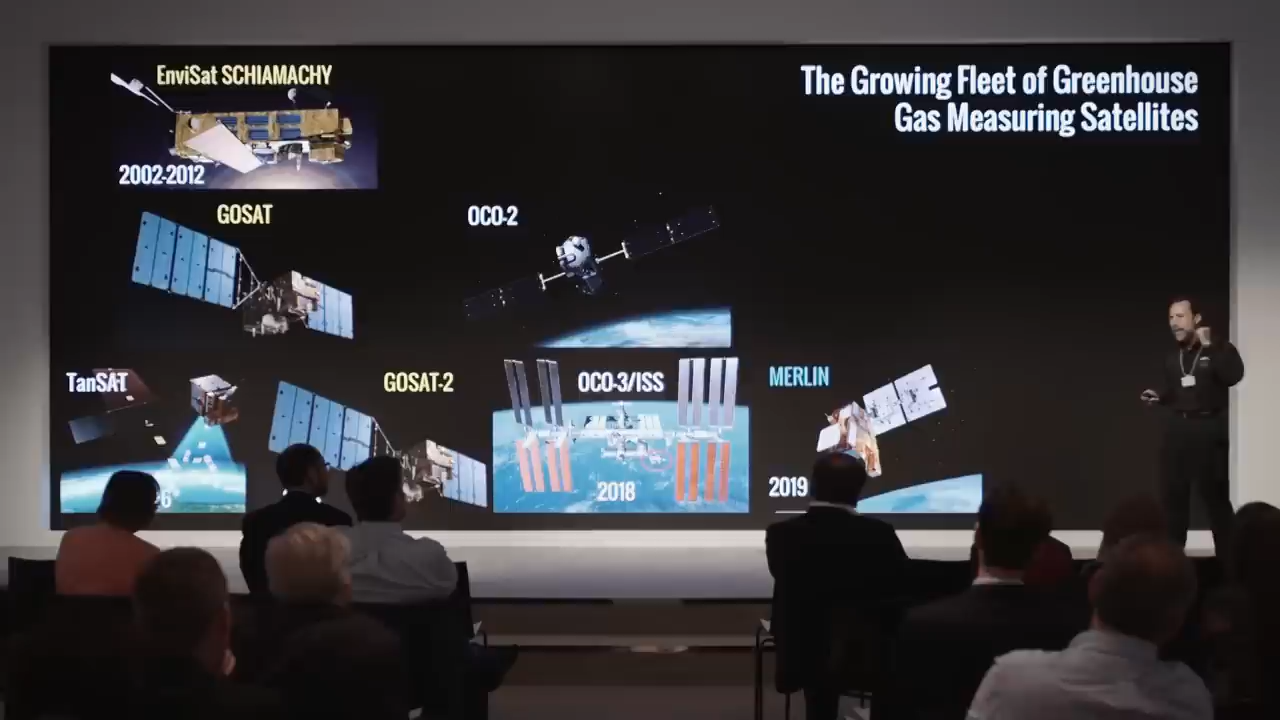 EnviSat SCHIAMACHY
The Growing Fleet of Greenhouse
Gas Measuring Satellites
2002-2012
GOSAT
OCO-2
TanSAT
GOSAT-2
OCO-3/ISS
MERLIN
2018
2019